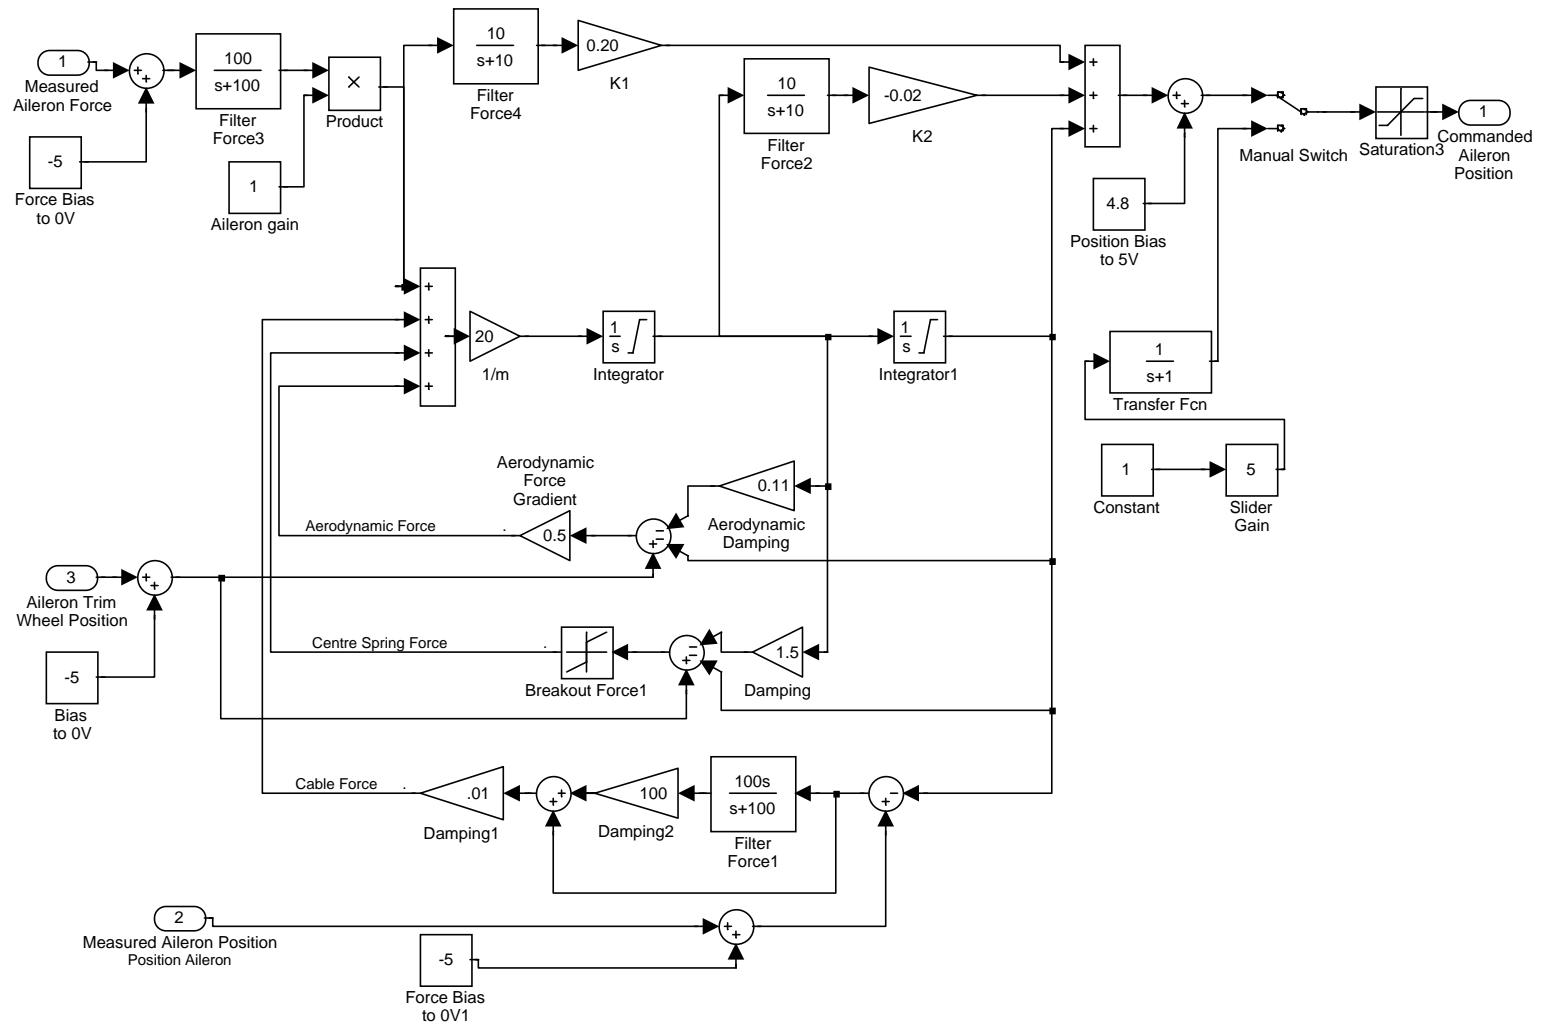 1
Measured
Aileron Force
-5
Force Bias
to 0V
+
+
100
s+100
Filter
Force3
1
Aileron gain
×
Product
10
s+10
Filter
Force4
0.20
K1
10
s+10
Filter
Force2
-0.02
K2
+
+
+
+
+
4.8
Position Bias
to 5V
Manual Switch
Saturation3
1
Commanded
Aileron
Position
+
+
+
+
20
1/m
1
s
Integrator
1
s
Integrator1
1
s+1
Transfer Fcn
1
Constant
5
Slider
Gain
Aerodynamic
Force
Gradient
0.5
Aerodynamic Force
.
−
−
+
0.11
Aerodynamic
Damping
3
Aileron Trim
Wheel Position
+
+
-5
Bias
to 0V
Centre Spring Force
.
Breakout Force1
−
−
+
1.5
Damping
Cable Force
.
.01
Damping1
+
+
100
Damping2
100s
s+100
Filter
Force1
−
+
2
Measured Aileron Position
Position Aileron
+
+
-5
Force Bias
to 0V1